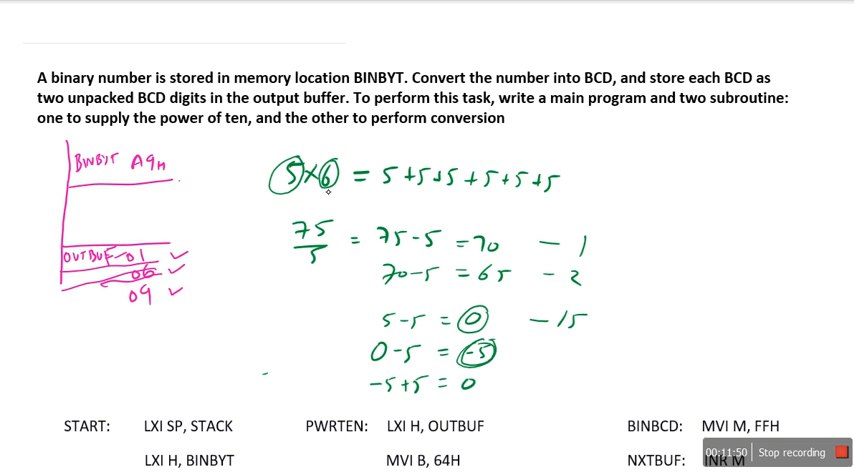 A binary number is stored in memory location BINBYT. Convert the number into BCD, and store each BCD as
two unpacked BCD digits in the output buffer. To perform this task, write a main program and two subroutine:
one to supply the power of ten, and the other to perform conversion
BINBYT A9H
OUTBUF 01
06
09
5 × 6 = 5 + 5 + 5 + 5 + 5 + 5
75/5 = 75 - 5 = 70 - 1
70 - 5 = 65 - 2
5 - 5 = 0 - 15
0 - 5 = -5
-5 + 5 = 0
START: LXI SP, STACK PWRTEN: LXI H, OUTBUF BINBCD: MVI M, FFH
LXI H, BINBYT MVI B, 64H NXTBUF: INR M
00:11:50 Stop recording